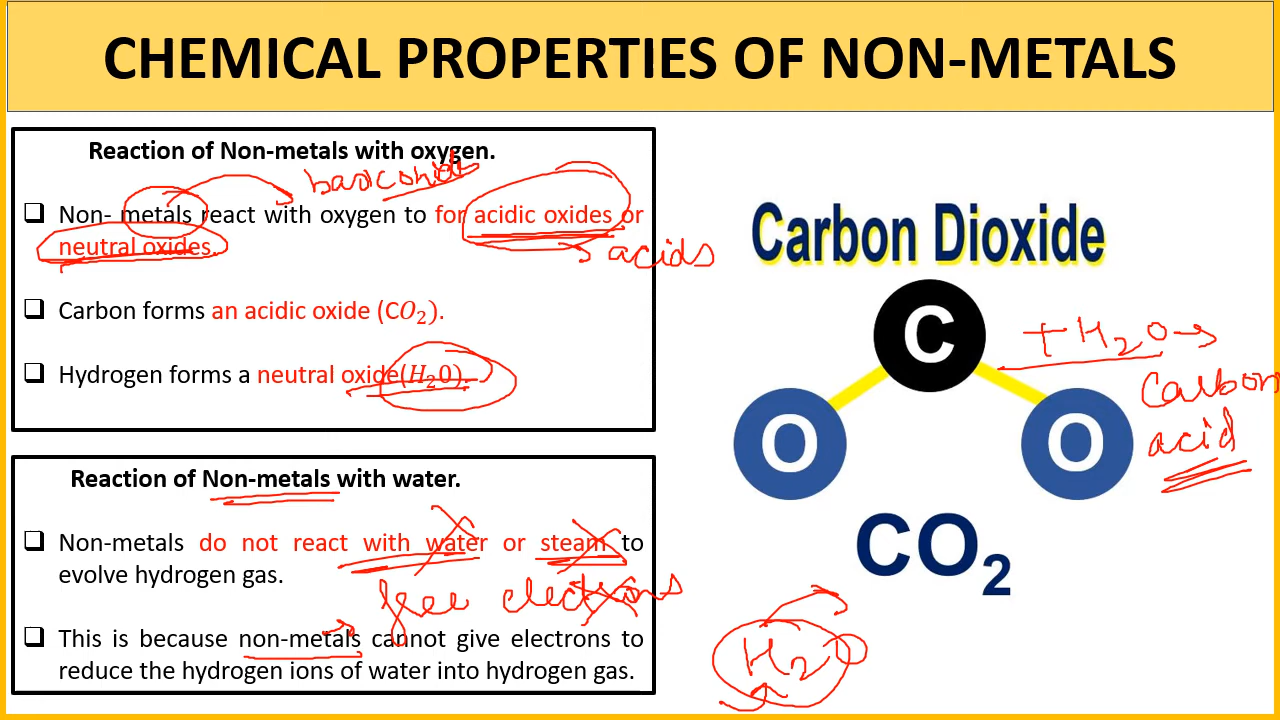 CHEMICAL PROPERTIES OF NON-METALS
Reaction of Non-metals with oxygen.
basic oxide
Non- metals react with oxygen to for acidic oxides or
neutral oxides.
acids
Carbon forms an acidic oxide (CO₂).
Hydrogen forms a neutral oxide(H₂0).
Reaction of Non-metals with water.
Non-metals do not react with water or steam to
evolve hydrogen gas.
free electrons
This is because non-metals cannot give electrons to
reduce the hydrogen ions of water into hydrogen gas.
Carbon Dioxide
C
+H₂O→
Carbon
acid
O O
CO₂
H₂O